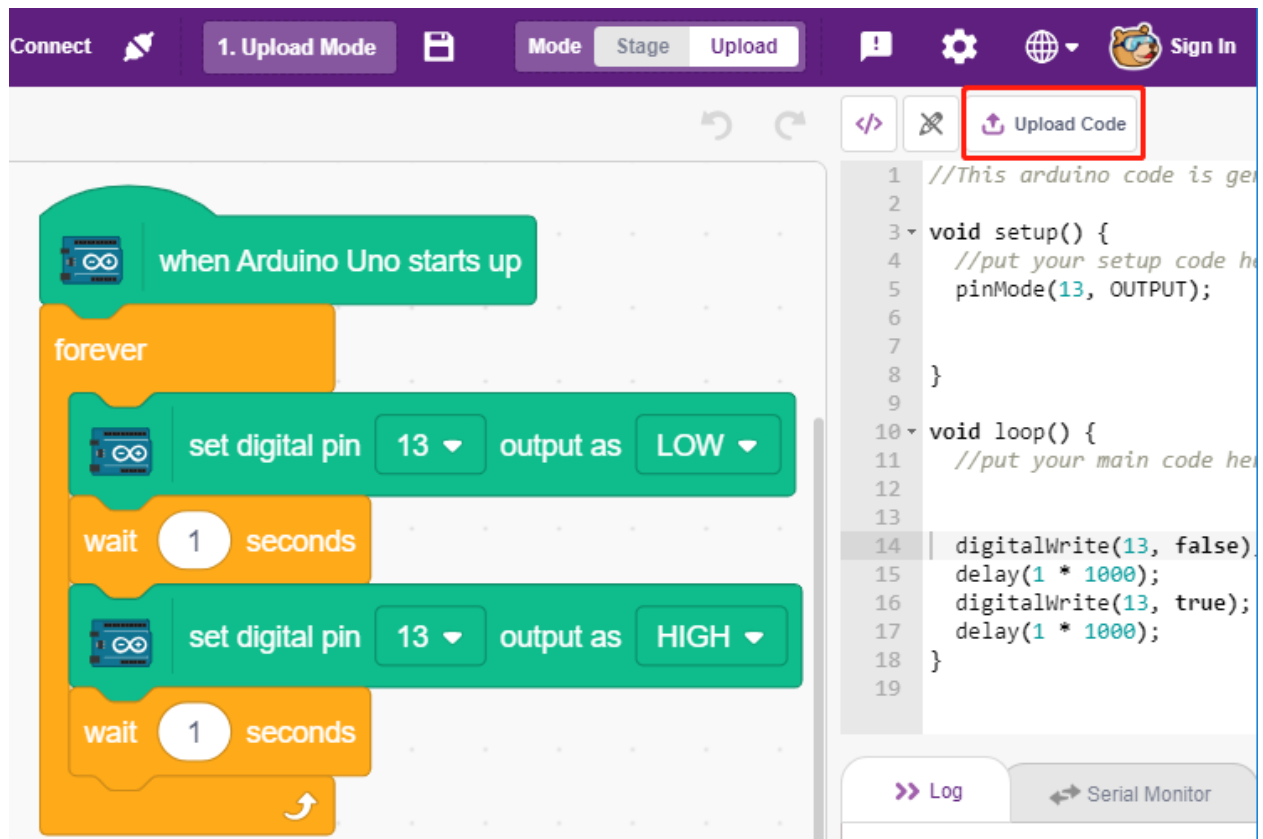 Connect 1. Upload Mode Mode Stage Upload Sign In
</> Upload Code
when Arduino Uno starts up
forever
set digital pin 13 output as LOW
wait 1 seconds
set digital pin 13 output as HIGH
wait 1 seconds
1 //This arduino code is
2
3 void setup() {
4 //put your setup code
5 pinMode(13, OUTPUT);
6
7
8 }
9
10 void loop() {
11 //put your main code
12
13
14 digitalWrite(13, false)
15 delay(1 * 1000);
16 digitalWrite(13, true);
17 delay(1 * 1000);
18 }
19
Log Serial Monitor